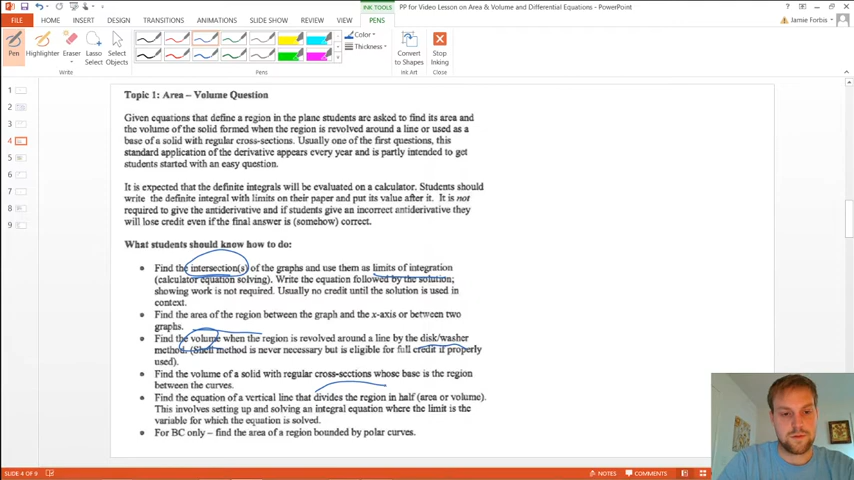 INK TOOLS
PP for Video Lesson on Area & Volume and Differential Equations - PowerPoint
FILE HOME INSERT DESIGN TRANSITIONS ANIMATIONS SLIDE SHOW REVIEW VIEW PENS
Jamie Forbis
Pen Highlighter Eraser Lasso Select
Select Objects
Color
Thickness
Convert Stop
to Shapes Inking
Write Pens Ink Art Close
1
2
3
4
5
6
7
8
9
Topic 1: Area – Volume Question
Given equations that define a region in the plane students are asked to find its area and
the volume of the solid formed when the region is revolved around a line or used as a
base of a solid with regular cross-sections. Usually one of the first questions, this
standard application of the derivative appears every year and is partly intended to get
students started with an easy question.
It is expected that the definite integrals will be evaluated on a calculator. Students should
write the definite integral with limits on their paper and put its value after it. It is not
required to give the antiderivative and if students give an incorrect antiderivative they
will lose credit even if the final answer is (somehow) correct.
What students should know how to do:
• Find the intersection(s) of the graphs and use them as limits of integration
(calculator equation solving). Write the equation followed by the solution;
showing work is not required. Usually no credit until the solution is used in
context.
• Find the area of the region between the graph and the x-axis or between two
graphs.
• Find the volume when the region is revolved around a line by the disk/washer
method. (Shell method is never necessary but is eligible for full credit if properly
used).
• Find the volume of a solid with regular cross-sections whose base is the region
between the curves.
• Find the equation of a vertical line that divides the region in half (area or volume).
This involves setting up and solving an integral equation where the limit is the
variable for which the equation is solved.
• For BC only – find the area of a region bounded by polar curves.
SLIDE 4 OF 9
NOTES COMMENTS